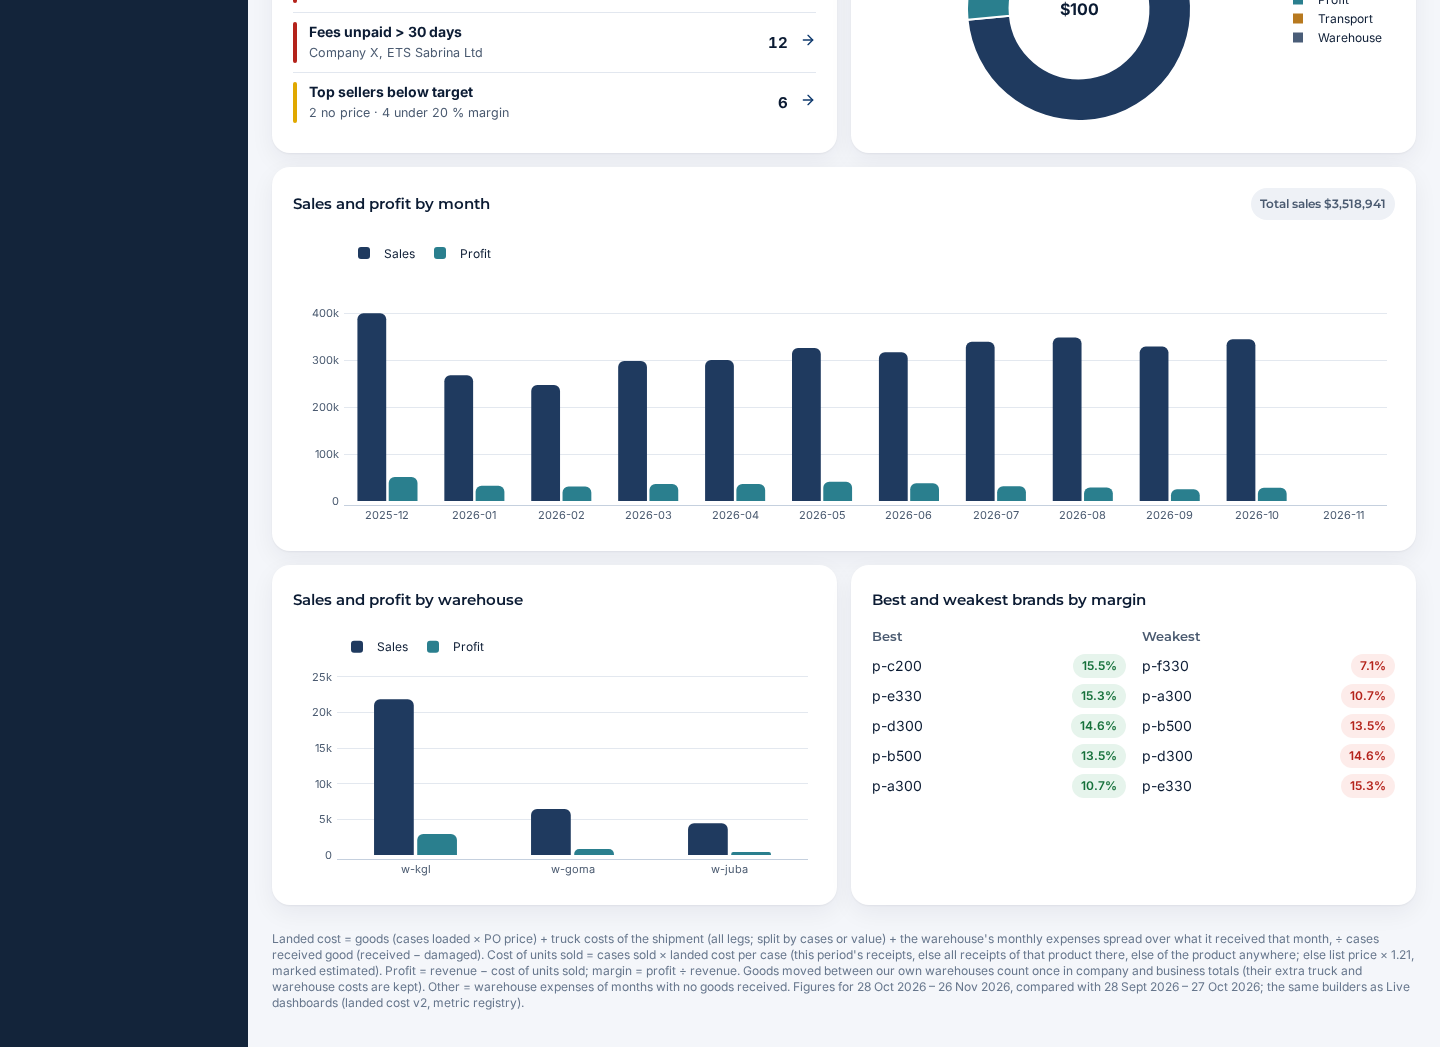 Fees unpaid > 30 days
Company X, ETS Sabrina Ltd
12
Top sellers below target
2 no price · 4 under 20 % margin
6
$100
Transport
Warehouse
Sales and profit by month
Total sales $3,518,941
Sales
Profit
400k
300k
200k
100k
0
2025-12
2026-01
2026-02
2026-03
2026-04
2026-05
2026-06
2026-07
2026-08
2026-09
2026-10
2026-11
Sales and profit by warehouse
Sales
Profit
25k
20k
15k
10k
5k
0
w-kgl
w-goma
w-juba
Best and weakest brands by margin
Best
Weakest
p-c200 15.5% p-f330 7.1%
p-e330 15.3% p-a300 10.7%
p-d300 14.6% p-b500 13.5%
p-b500 13.5% p-d300 14.6%
p-a300 10.7% p-e330 15.3%
Landed cost = goods (cases loaded × PO price) + truck costs of the shipment (all legs; split by cases or value) + the warehouse's monthly expenses spread over what it received that month, ÷ cases
received good (received − damaged). Cost of units sold = cases sold × landed cost per case (this period's receipts, else all receipts of that product there, else of the product anywhere; else list price × 1.21,
marked estimated). Profit = revenue − cost of units sold; margin = profit ÷ revenue. Goods moved between our own warehouses count once in company and business totals (their extra truck and
warehouse costs are kept). Other = warehouse expenses of months with no goods received. Figures for 28 Oct 2026 – 26 Nov 2026, compared with 28 Sept 2026 – 27 Oct 2026; the same builders as Live
dashboards (landed cost v2, metric registry).